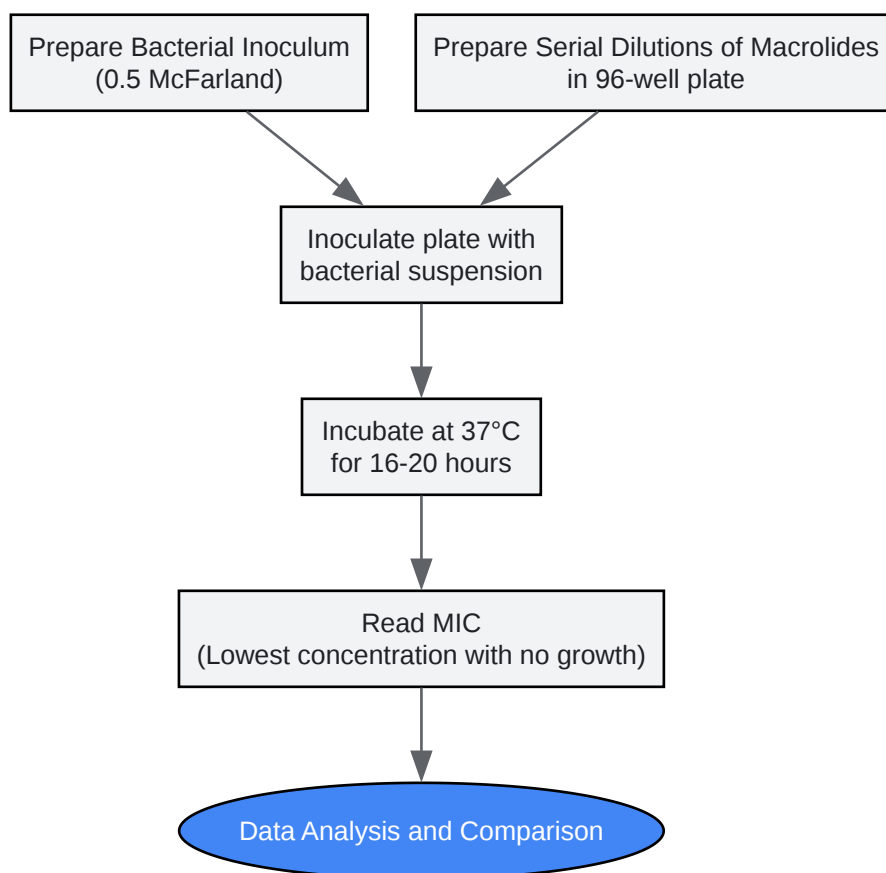 Prepare Bacterial Inoculum
(0.5 McFarland)
Prepare Serial Dilutions of Macrolides
in 96-well plate
Inoculate plate with
bacterial suspension
Incubate at 37°C
for 16-20 hours
Read MIC
(Lowest concentration with no growth)
Data Analysis and Comparison